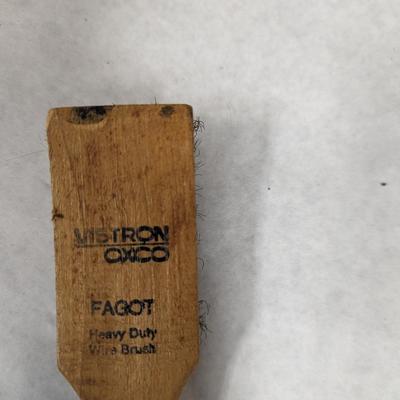 VISTRON
OXCO
FAGOT
Heavy Duty
Wire Brush